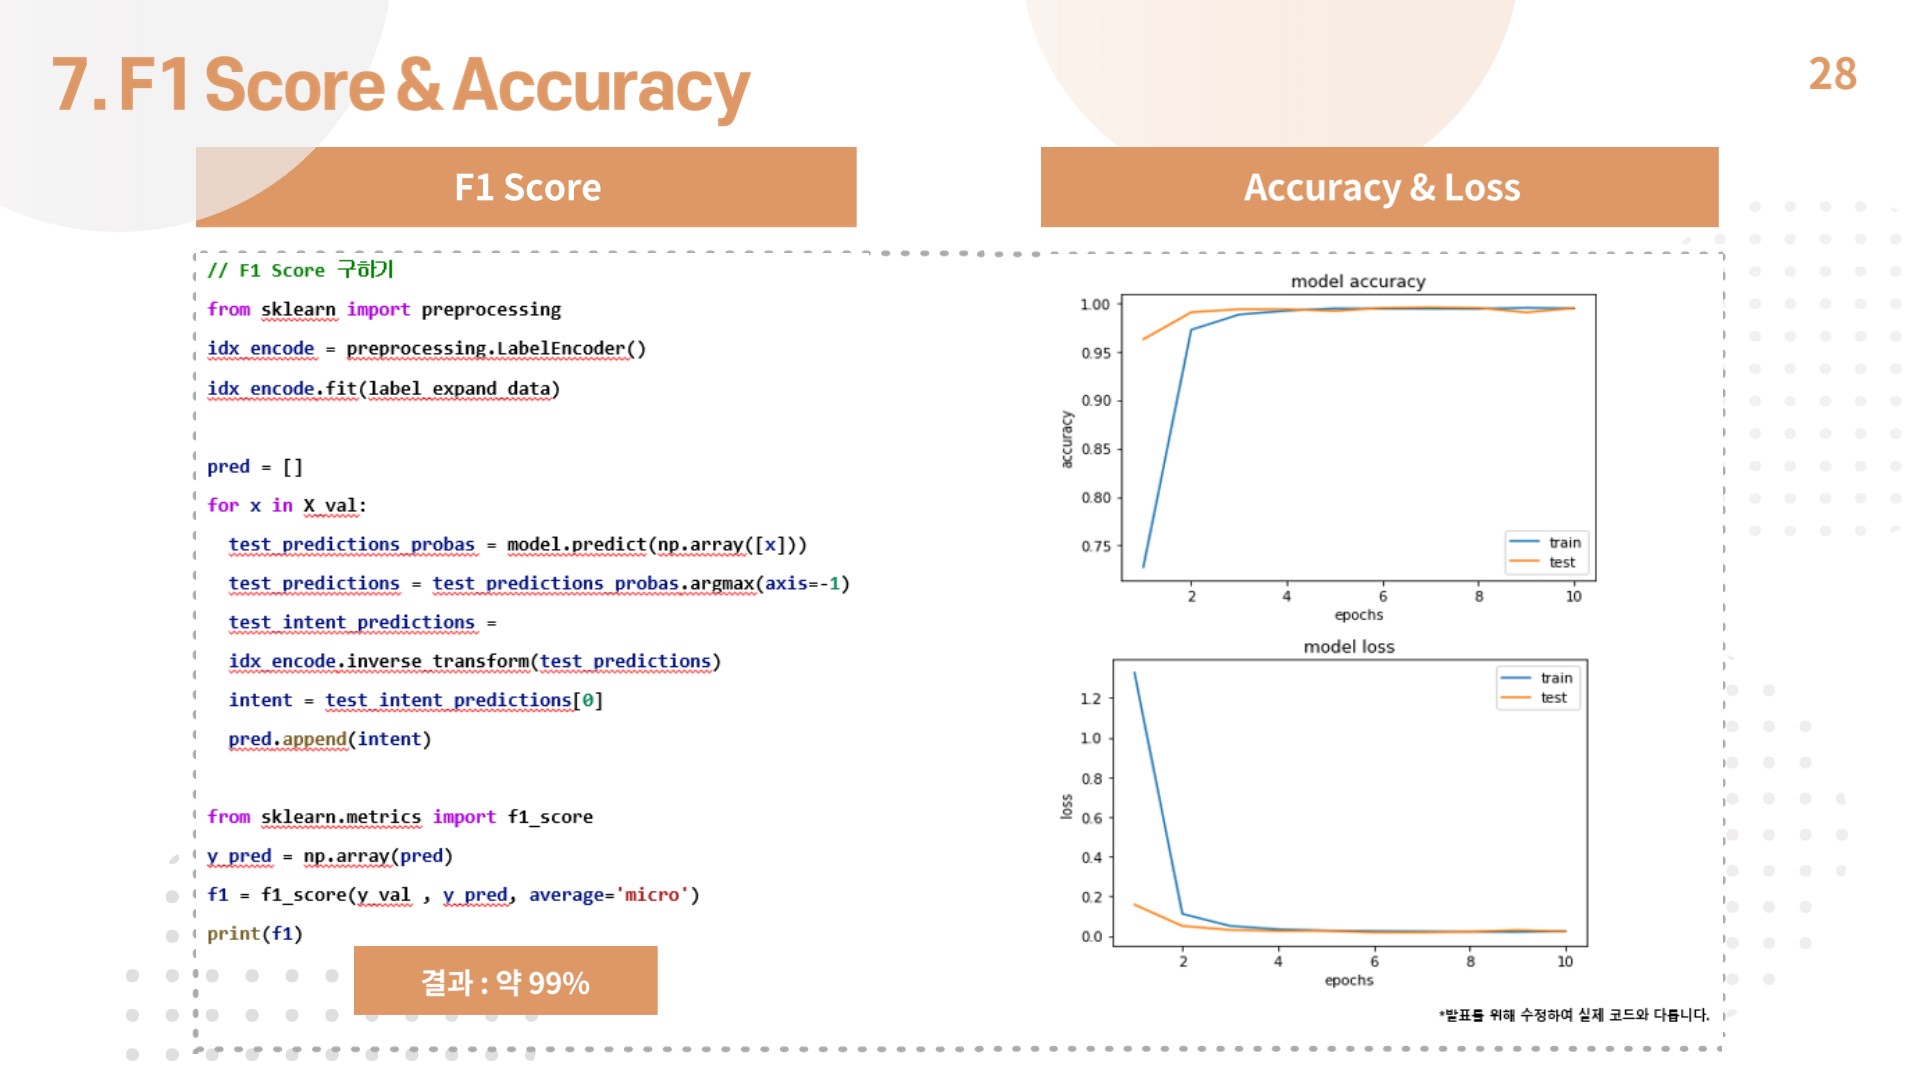 7. F1 Score & Accuracy
28
F1 Score
// F1 Score 구하기
from sklearn import preprocessing
idx_encode = preprocessing.LabelEncoder()
idx_encode.fit(label_expand_data)
pred = []
for x in X_val:
test_predictions_probas = model.predict(np.array([x]))
test_predictions = test_predictions_probas.argmax(axis=-1)
test_intent_predictions =
idx_encode.inverse_transform(test_predictions)
intent = test_intent_predictions[0]
pred.append(intent)
from sklearn.metrics import f1_score
y_pred = np.array(pred)
f1 = f1_score(y_val , y_pred, average='micro')
print(f1)
결과 : 약 99%
Accuracy & Loss
model accuracy
1.00
0.95
0.90
0.85
0.80
0.75
accuracy
train
test
2 4 6 8 10
epochs
model loss
1.2
1.0
0.8
0.6
0.4
0.2
0.0
loss
train
test
2 4 6 8 10
epochs
*발표를 위해 수정하여 실제 코드와 다릅니다.